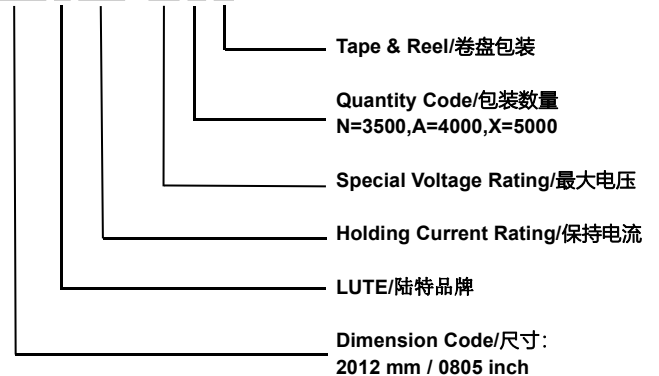 Tape & Reel/卷盘包装
Quantity Code/包装数量
N=3500,A=4000,X=5000
Special Voltage Rating/最大电压
Holding Current Rating/保持电流
LUTE/陆特品牌
Dimension Code/尺寸:
2012 mm / 0805 inch